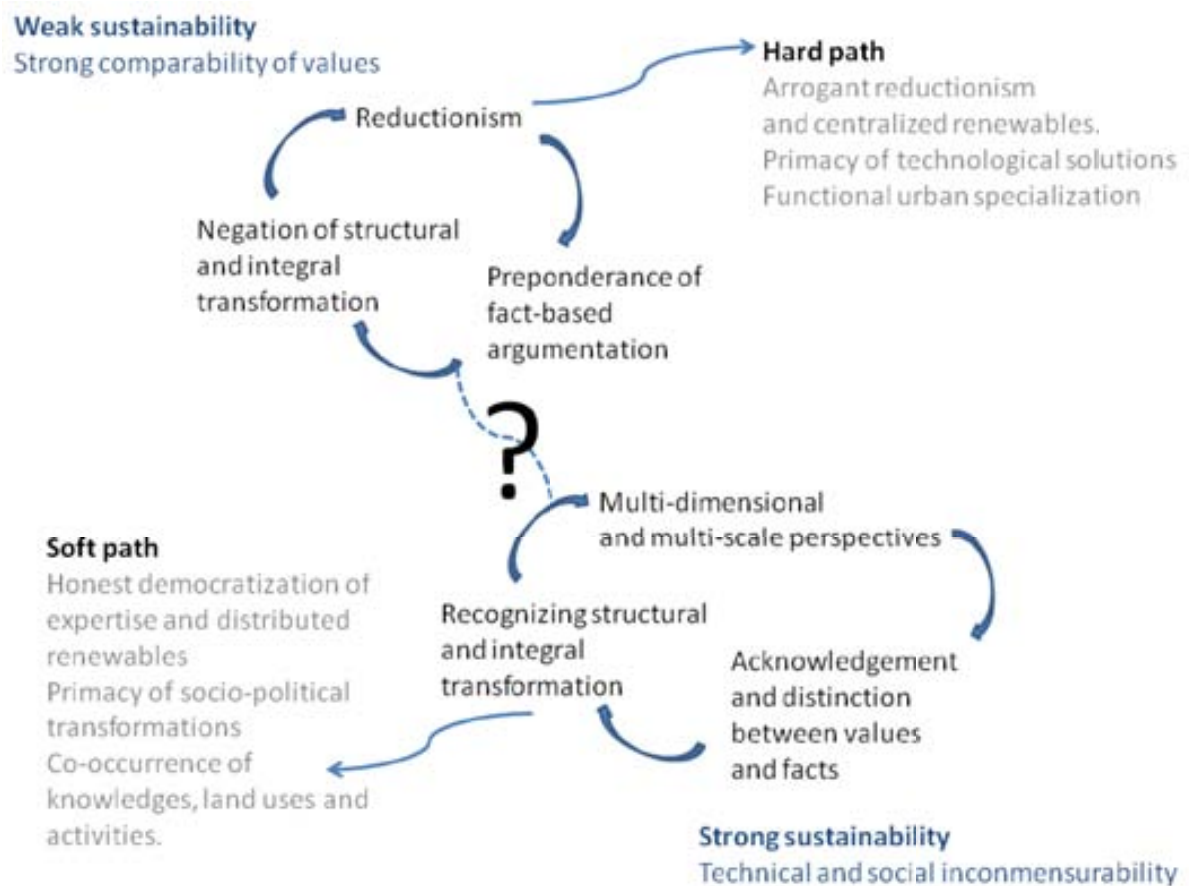 Weak sustainability
Strong comparability of values
Hard path
Arrogant reductionism
and centralized renewables.
Primacy of technological solutions
Functional urban specialization
Reductionism
Negation of structural
and integral
transformation
Preponderance of
fact-based
argumentation
?
Multi-dimensional
and multi-scale perspectives
Soft path
Honest democratization of
expertise and distributed
renewables
Primacy of socio-political
transformations
Co-occurrence of
knowledges, land uses and
activities.
Recognizing structural
and integral
transformation
Acknowledgement
and distinction
between values
and facts
Strong sustainability
Technical and social inconmensurability